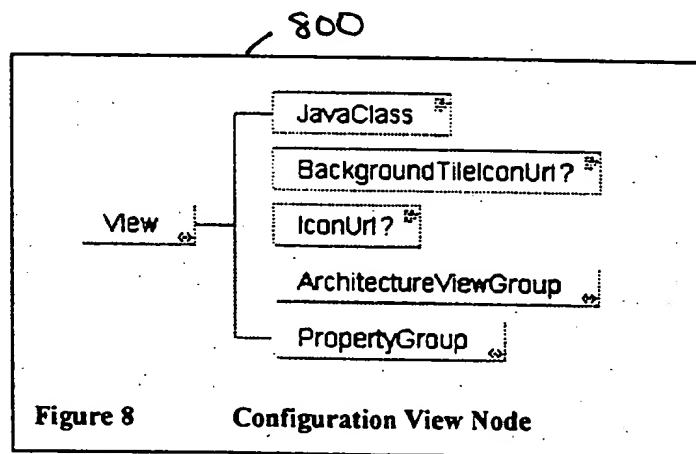 800
JavaClass
BackgroundTileIconUrl?
View
IconUrl?
ArchitectureViewGroup
PropertyGroup
Figure 8 Configuration View Node